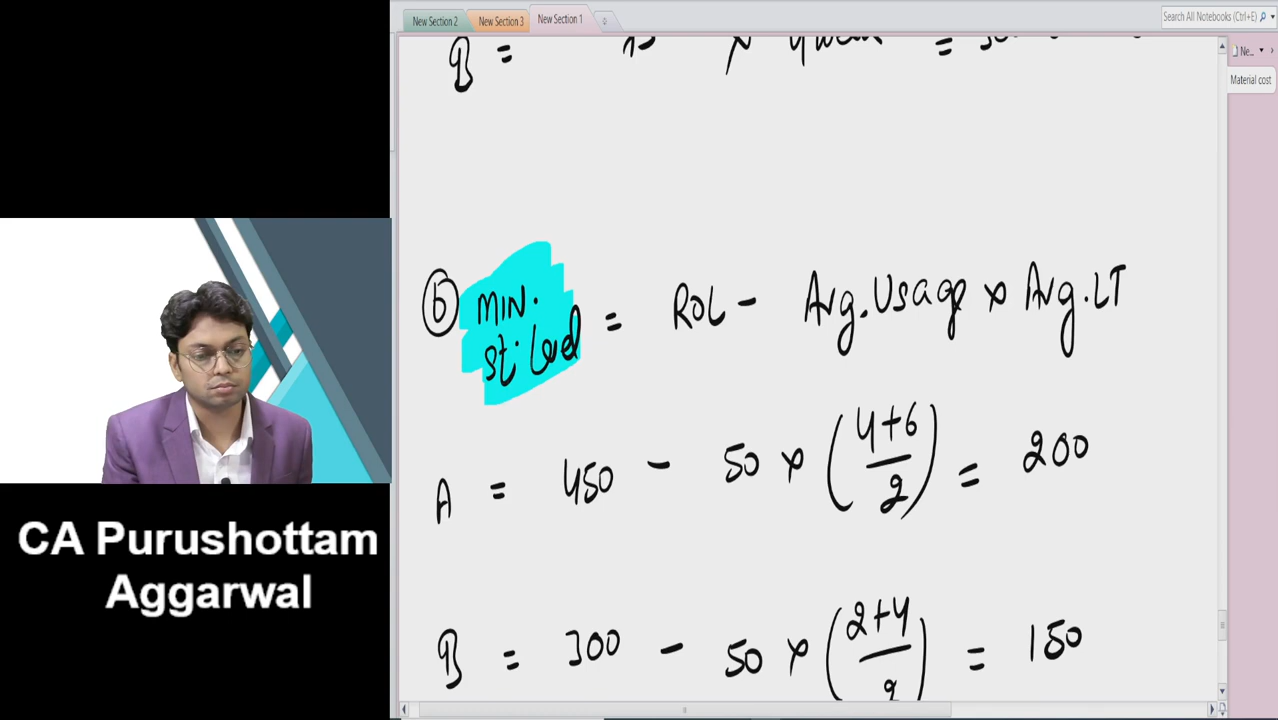 New Section 2 New Section 3 New Section 1
Search All Notebooks (Ctrl+E)
Ne...
Material cost
B =
CA Purushottam
Aggarwal
(b) MIN. St. Level = ROL - Avg.Usage x Avg.LT
A = 450 - 50 x (4+6/2) = 200
B = 300 - 50 x (2+4/2) = 150